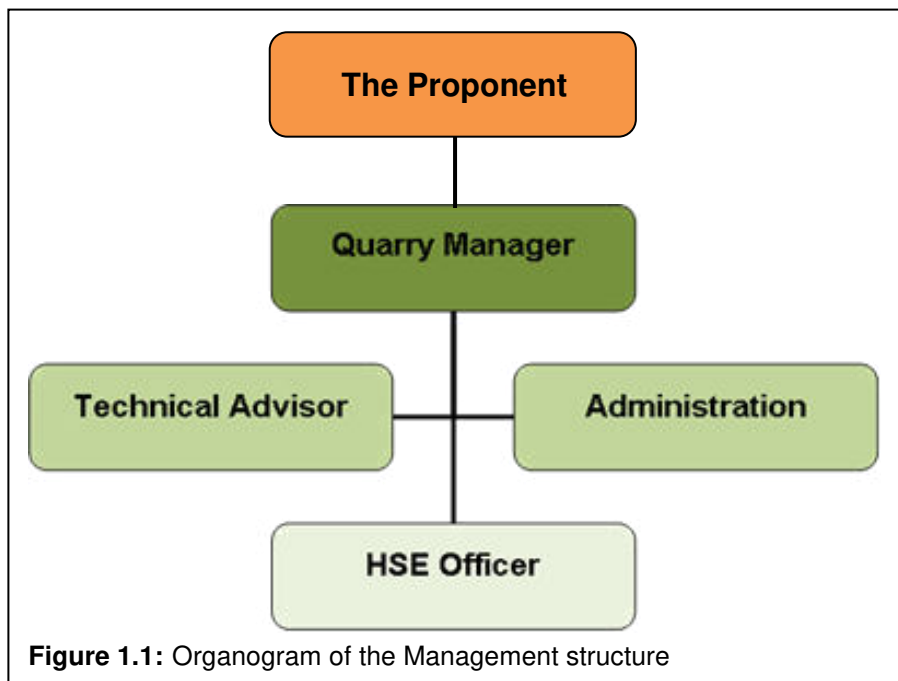 The Proponent
Quarry Manager
Technical Advisor
Administration
HSE Officer
Figure 1.1: Organogram of the Management structure